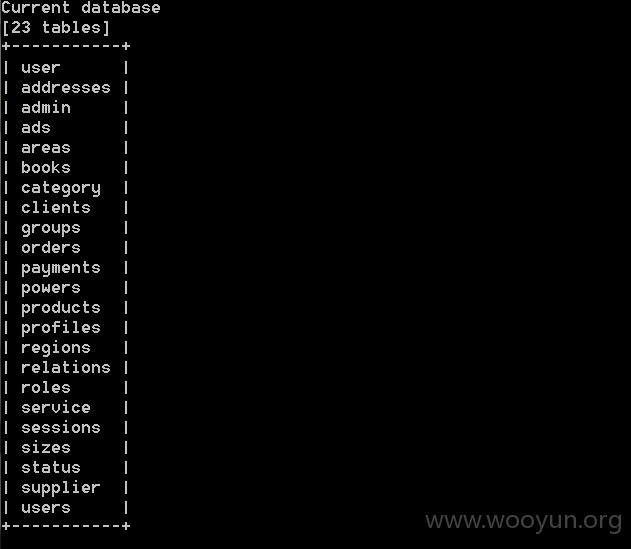 Current database
[23 tables]
+-----------+
| user      |
| addresses |
| admin     |
| ads       |
| areas     |
| books     |
| category  |
| clients   |
| groups    |
| orders    |
| payments  |
| powers    |
| products  |
| profiles  |
| regions   |
| relations |
| roles     |
| service   |
| sessions  |
| sizes     |
| status    |
| supplier  |
| users     |
+-----------+
www.wooyun.org